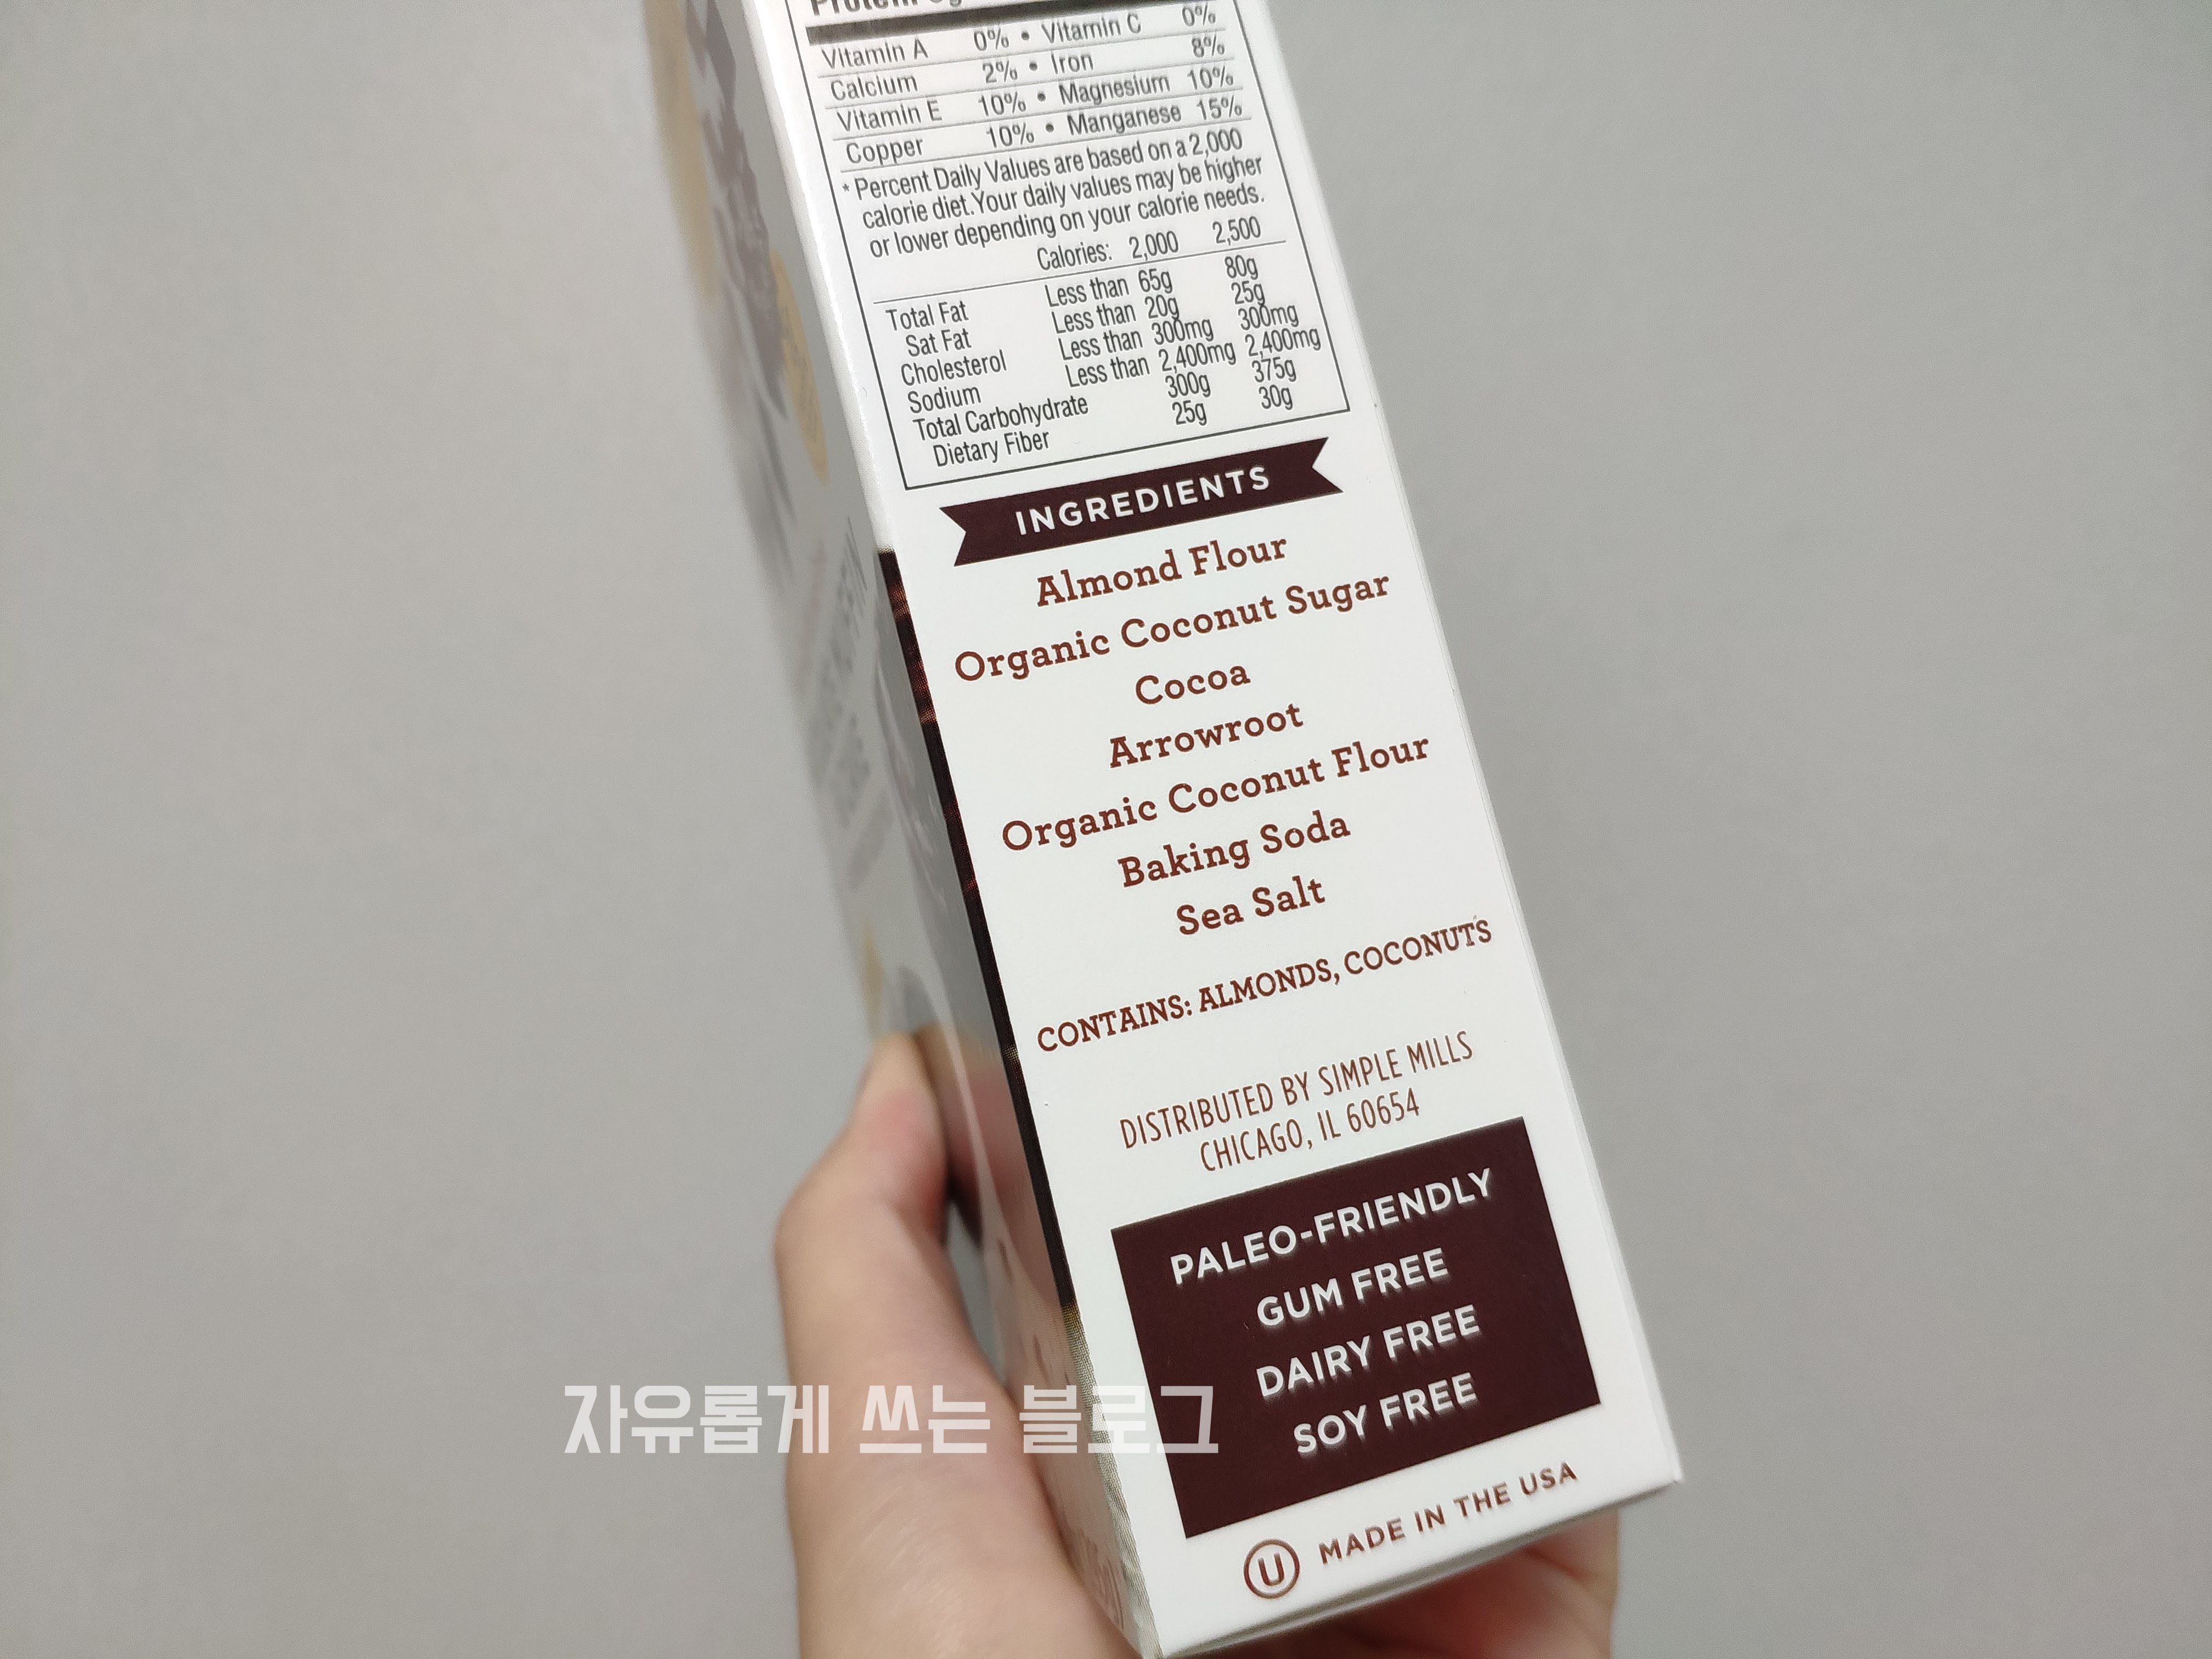 Protein
Vitamin A 0% • Vitamin C 0%
Calcium 2% • Iron 8%
Vitamin E 10% • Magnesium 10%
Copper 10% • Manganese 15%
* Percent Daily Values are based on a 2,000
calorie diet. Your daily values may be higher
or lower depending on your calorie needs.
Calories: 2,000 2,500
Total Fat Less than 65g 80g
Sat Fat Less than 20g 25g
Cholesterol Less than 300mg 300mg
Sodium Less than 2,400mg 2,400mg
Total Carbohydrate 300g 375g
Dietary Fiber 25g 30g
INGREDIENTS
Almond Flour
Organic Coconut Sugar
Cocoa
Arrowroot
Organic Coconut Flour
Baking Soda
Sea Salt
CONTAINS: ALMONDS, COCONUTS
DISTRIBUTED BY SIMPLE MILLS
CHICAGO, IL 60654
PALEO-FRIENDLY
GUM FREE
DAIRY FREE
SOY FREE
U MADE IN THE USA
자유롭게 쓰는 블로그